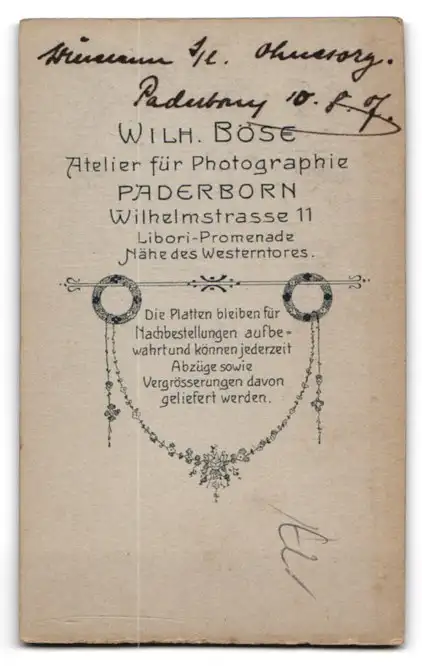 Wiemann s/l. Ohnesorg.
Paderborn 10. 8. 07.
WILH. BÖSE
Atelier für Photographie
PADERBORN
Wilhelmstrasse 11
Libori-Promenade
Nähe des Westerntores.
Die Platten bleiben für
Nachbestellungen aufbe-
wahrt und können jederzeit
Abzüge sowie
Vergrösserungen davon
geliefert werden.